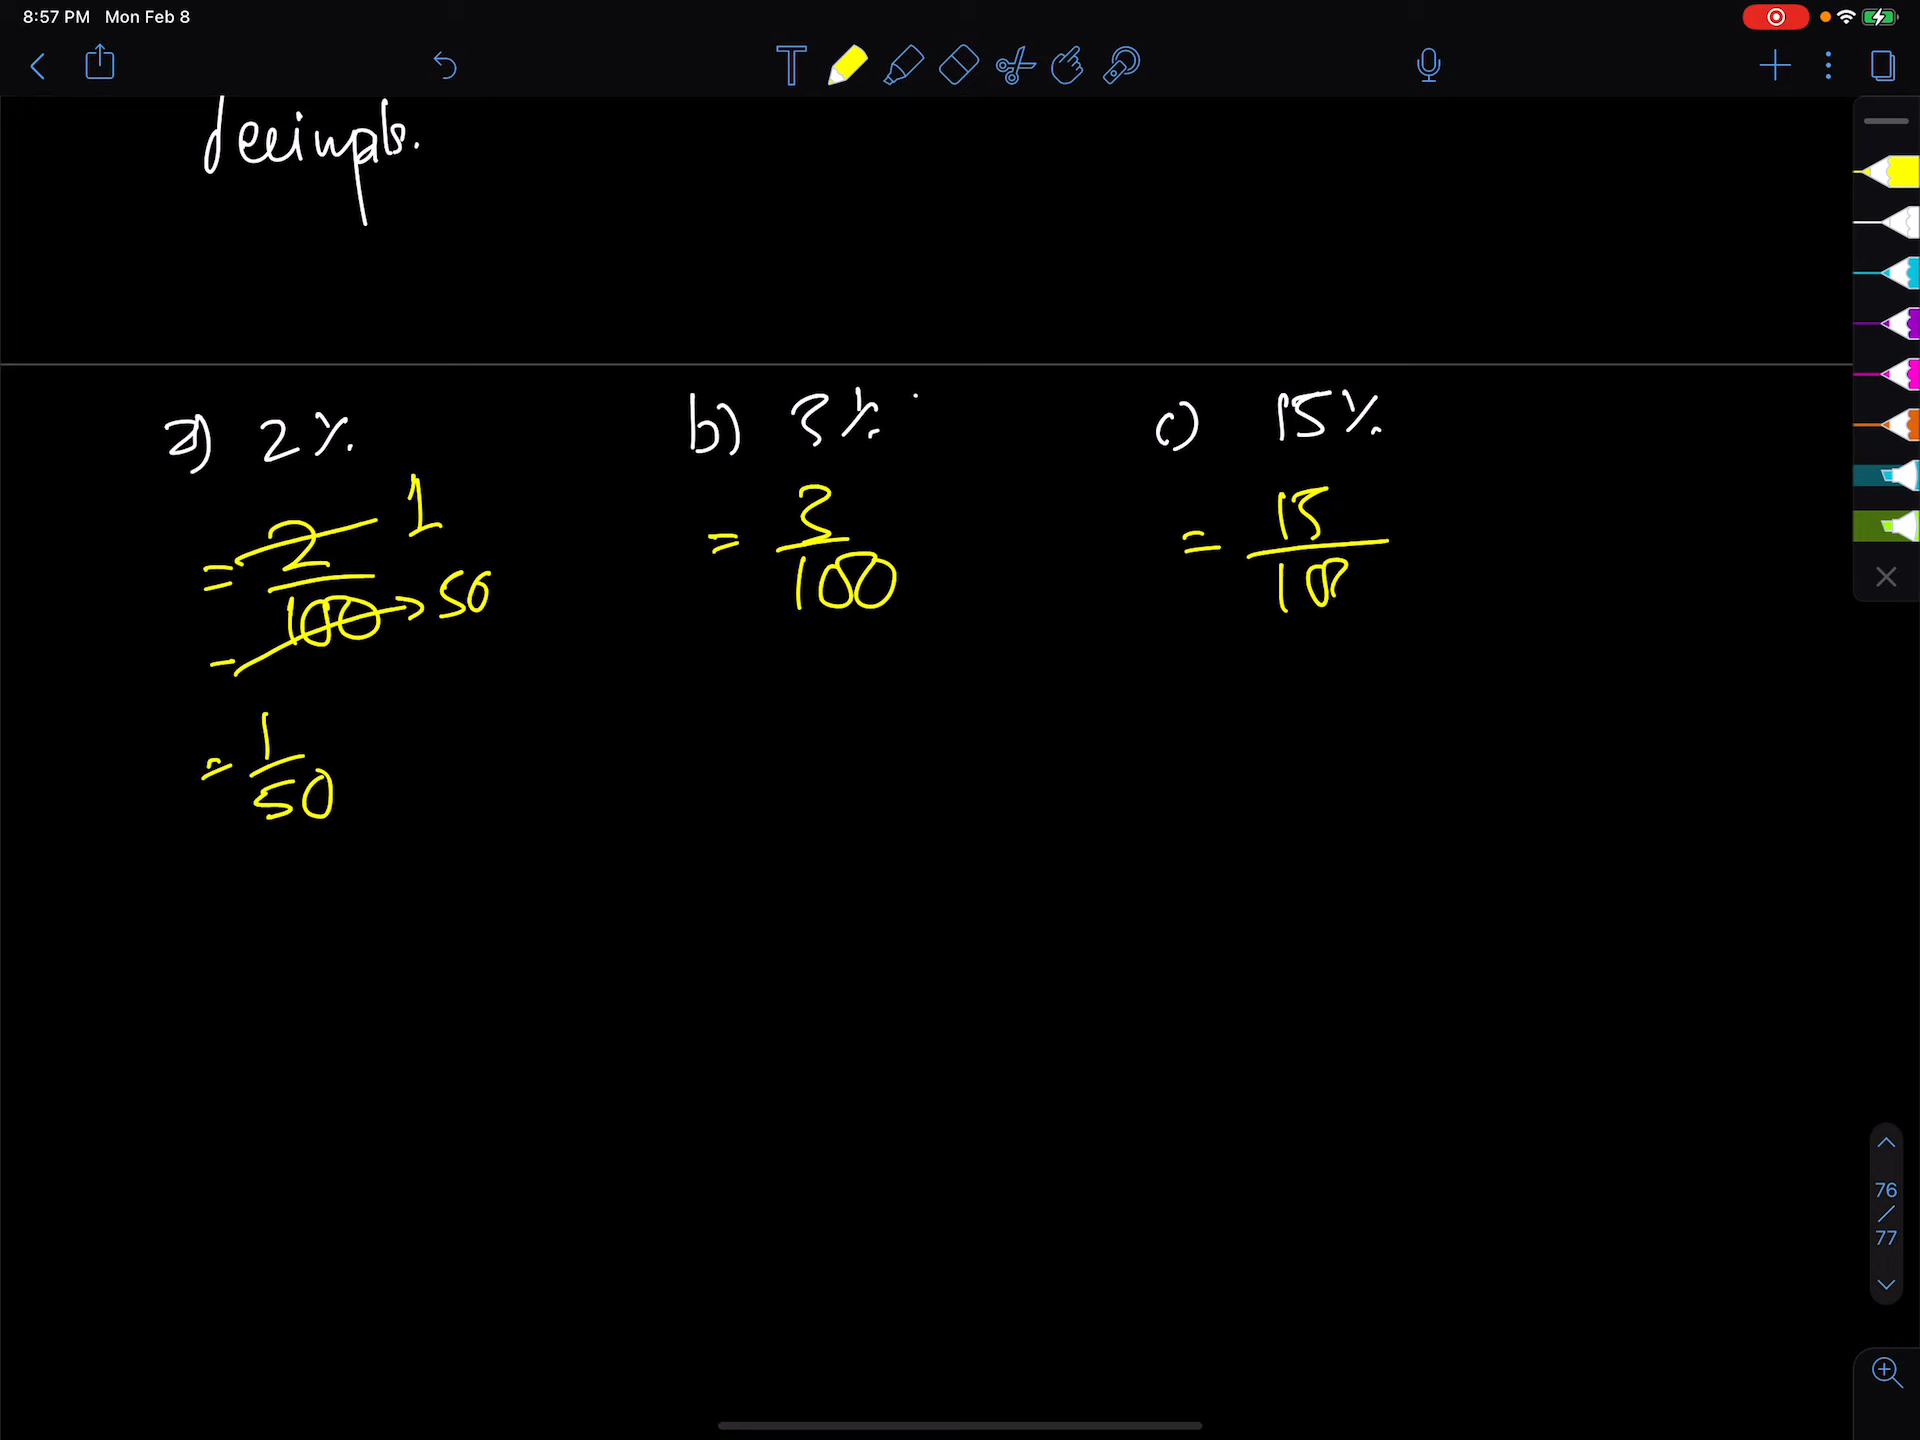 8:57 PM Mon Feb 8
decimals.
a) 2%
b) 3%
c) 15%
= 2/100 1
→ 50
= 3/100
= 15/100
=
= 1/50
76
/
77